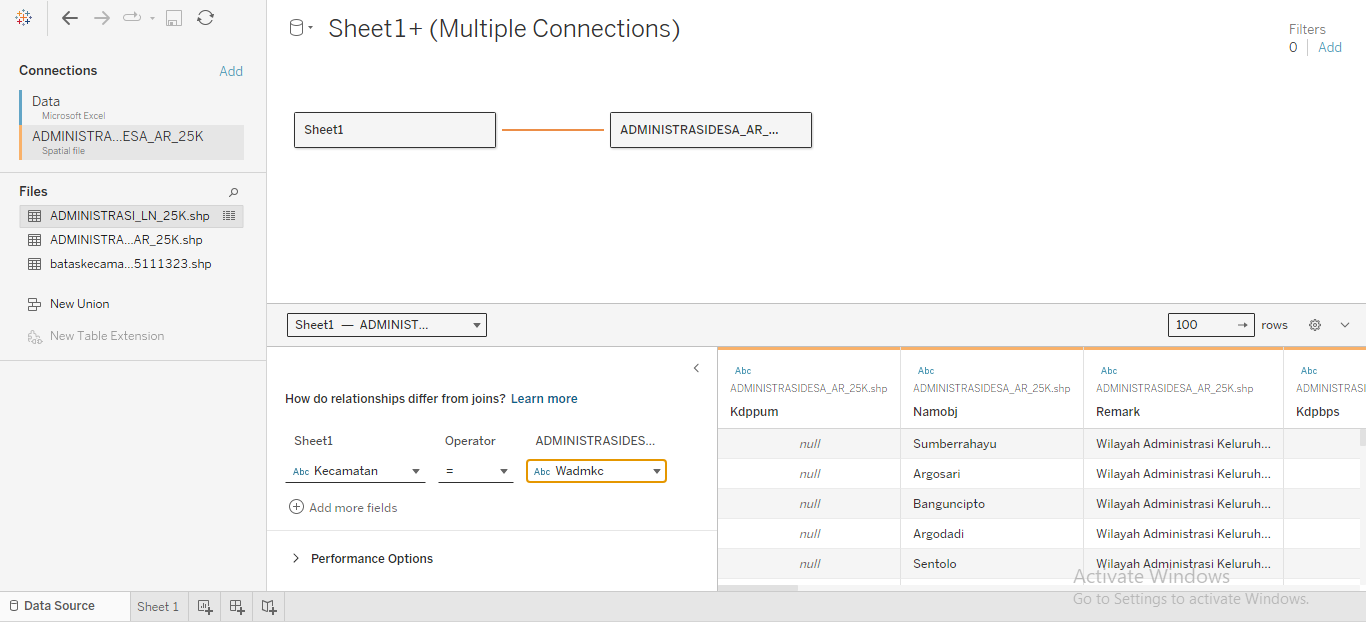 Sheet1+ (Multiple Connections)
Filters
0 Add
Connections Add
Data
Microsoft Excel
ADMINISTRA...ESA_AR_25K
Spatial file
Sheet1
ADMINISTRASIDESA_AR_...
Files
ADMINISTRASI_LN_25K.shp
ADMINISTRA...AR_25K.shp
bataskecama...5111323.shp
New Union
New Table Extension
Sheet1 — ADMINIST...
100 → rows
How do relationships differ from joins? Learn more
Sheet1 Operator ADMINISTRASIDES...
Abc Kecamatan = Abc Wadmkc
Add more fields
Performance Options
Abc Abc Abc Abc
ADMINISTRASIDESA_AR_25K.shp ADMINISTRASIDESA_AR_25K.shp ADMINISTRASIDESA_AR_25K.shp ADMINISTRASI
Kdppum Namobj Remark Kdpbps
null Sumberrahayu Wilayah Administrasi Keluruh...
null Argosari Wilayah Administrasi Keluruh...
null Banguncipto Wilayah Administrasi Keluruh...
null Argodadi Wilayah Administrasi Keluruh...
null Sentolo Wilayah Administrasi Keluruh...
Activate Windows
Go to Settings to activate Windows.
Data Source Sheet 1